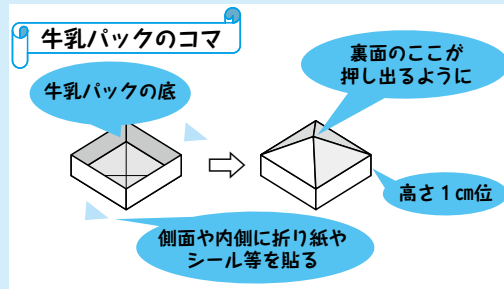 牛乳パックのコマ
牛乳パックの底
裏面のここが
押し出るように
高さ1㎝位
側面や内側に折り紙や
シール等を貼る